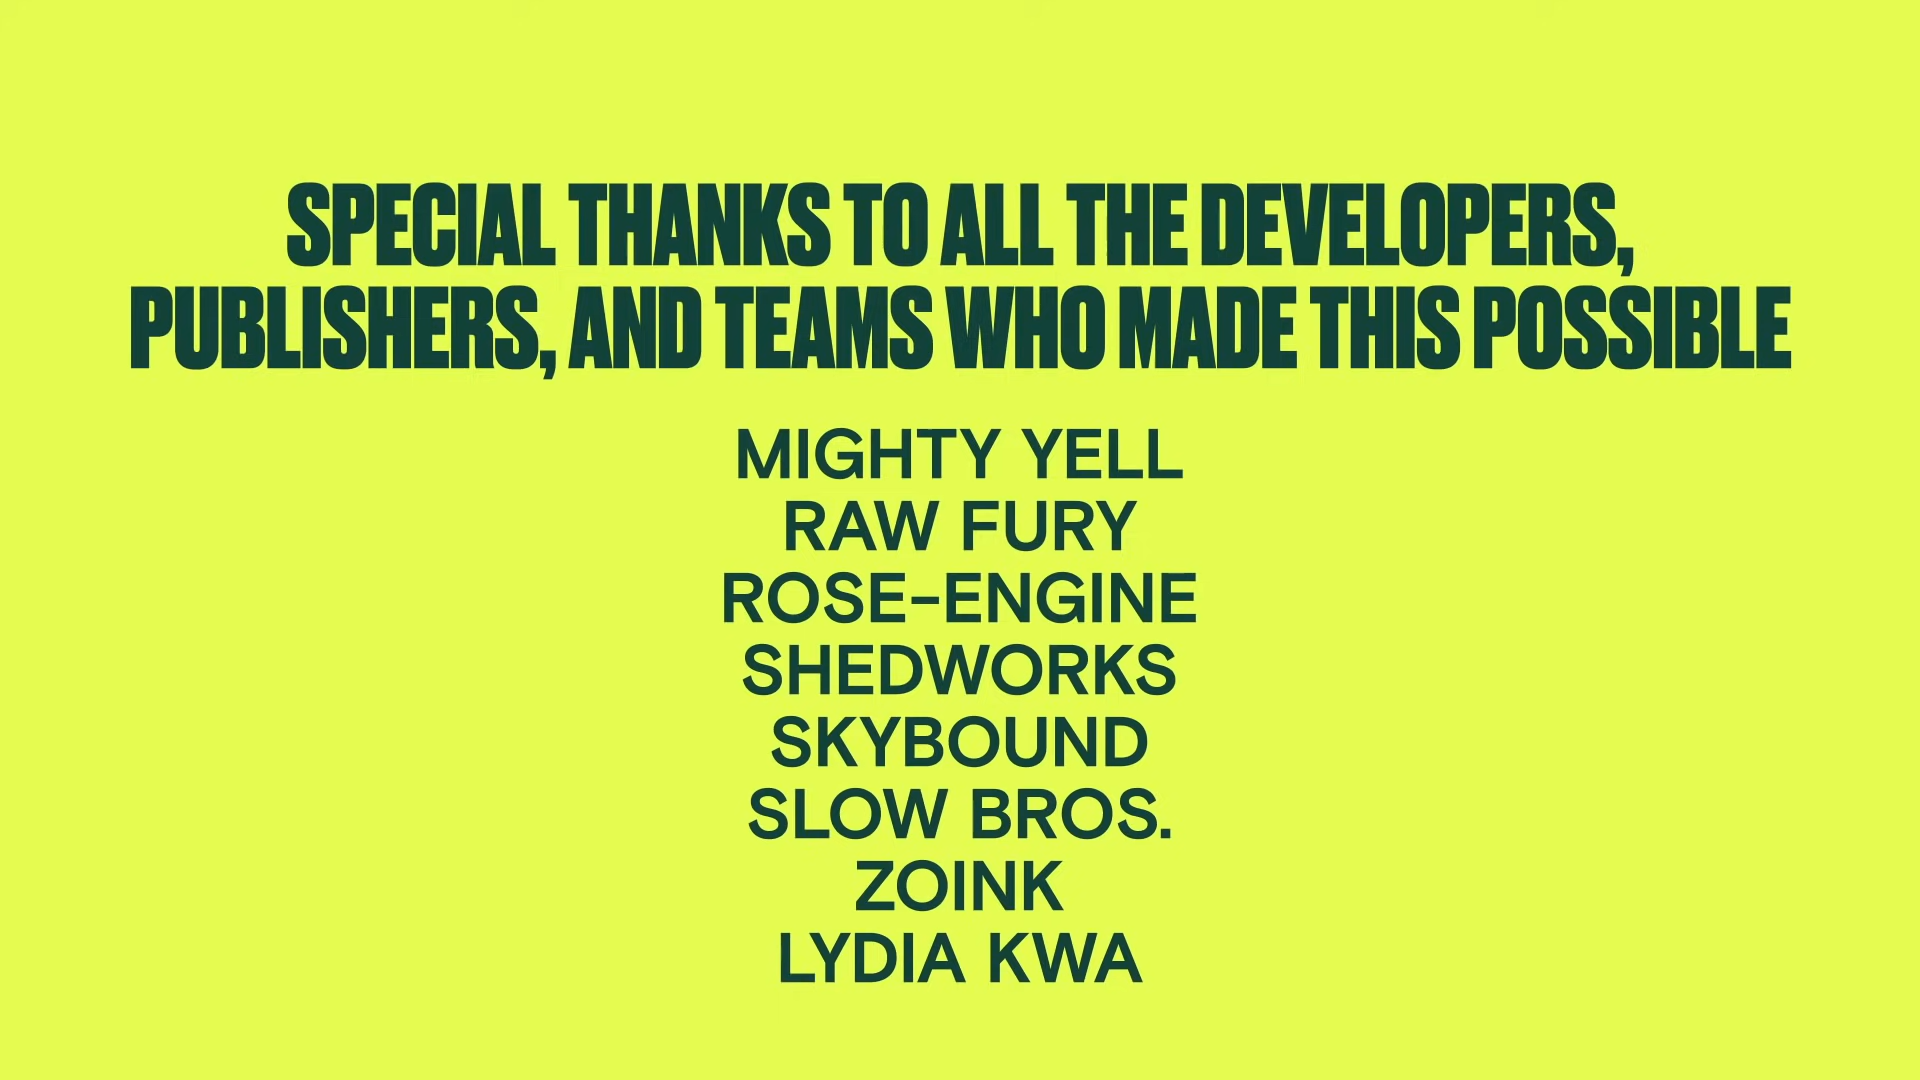 SPECIAL THANKS TO ALL THE DEVELOPERS,
PUBLISHERS, AND TEAMS WHO MADE THIS POSSIBLE
MIGHTY YELL
RAW FURY
ROSE-ENGINE
SHEDWORKS
SKYBOUND
SLOW BROS.
ZOINK
LYDIA KWA